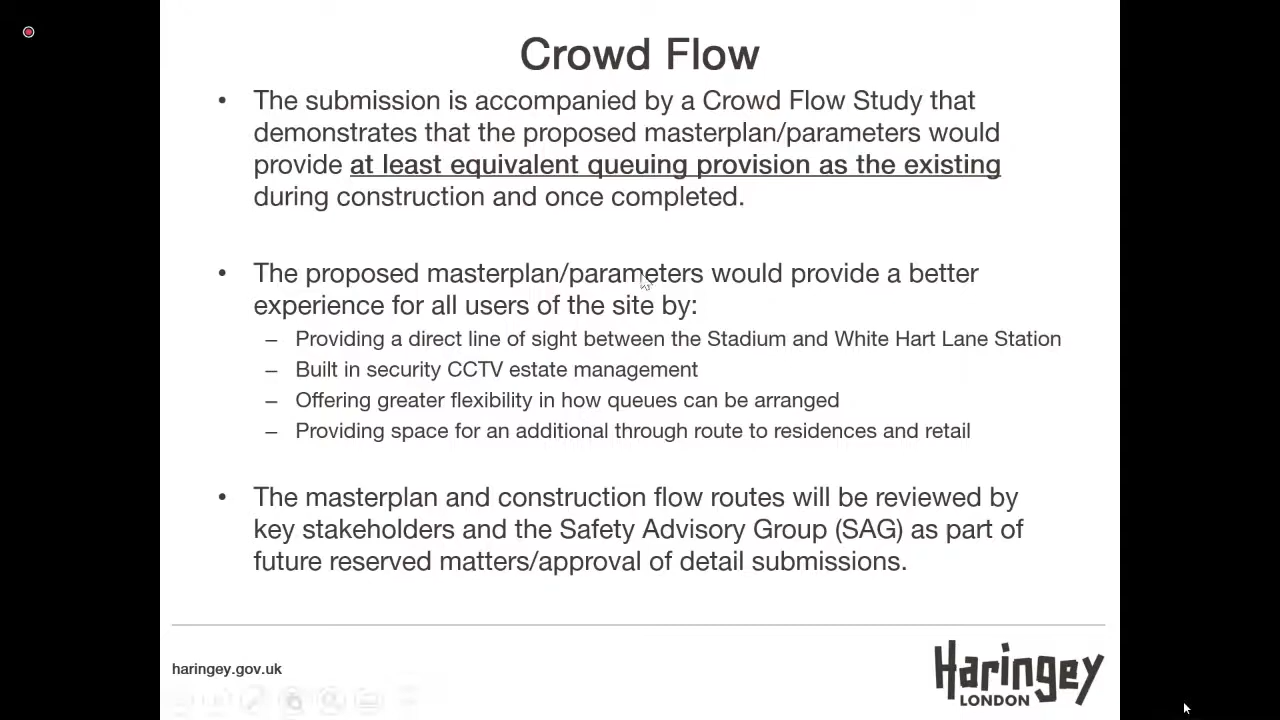 Crowd Flow
• The submission is accompanied by a Crowd Flow Study that
demonstrates that the proposed masterplan/parameters would
provide at least equivalent queuing provision as the existing
during construction and once completed.
• The proposed masterplan/parameters would provide a better
experience for all users of the site by:
– Providing a direct line of sight between the Stadium and White Hart Lane Station
– Built in security CCTV estate management
– Offering greater flexibility in how queues can be arranged
– Providing space for an additional through route to residences and retail
• The masterplan and construction flow routes will be reviewed by
key stakeholders and the Safety Advisory Group (SAG) as part of
future reserved matters/approval of detail submissions.
haringey.gov.uk
Haringey
LONDON